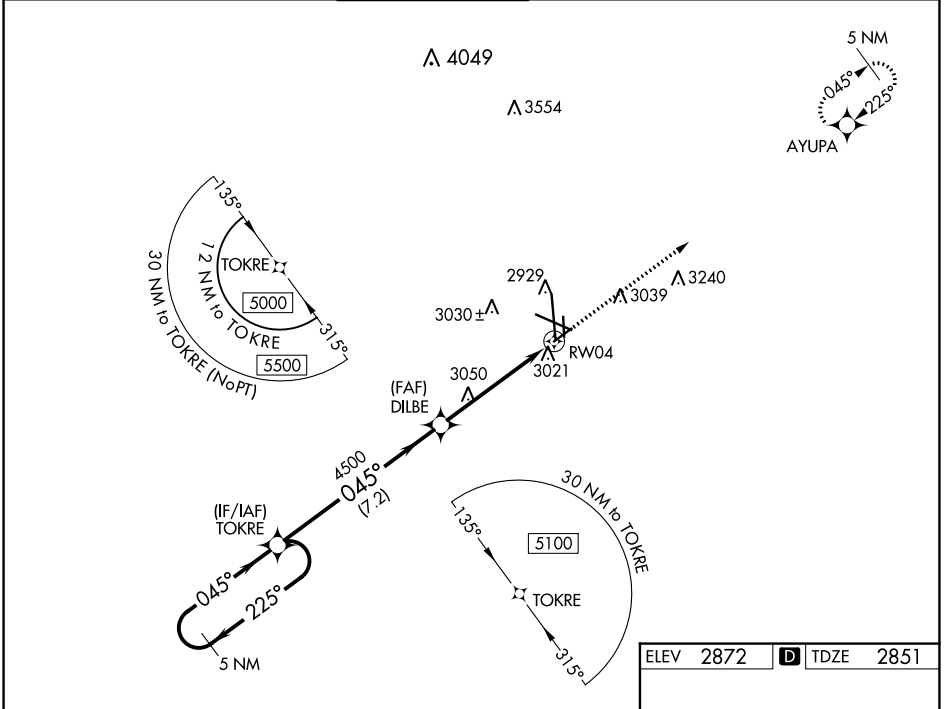 5 NM
045°
225°
AYUPA
4049
3554
135°
TOKRE
5000
12 NM to TOKRE
315°
5500
30 NM to TOKRE (NoPT)
2929
3030±
3039
3240
RW04
3021
3050
(FAF)
DILBE
4500
045°
(7.2)
(IF/IAF)
TOKRE
045°
225°
5 NM
30 NM to TOKRE
135°
5100
TOKRE
315°
ELEV 2872 D TDZE 2851